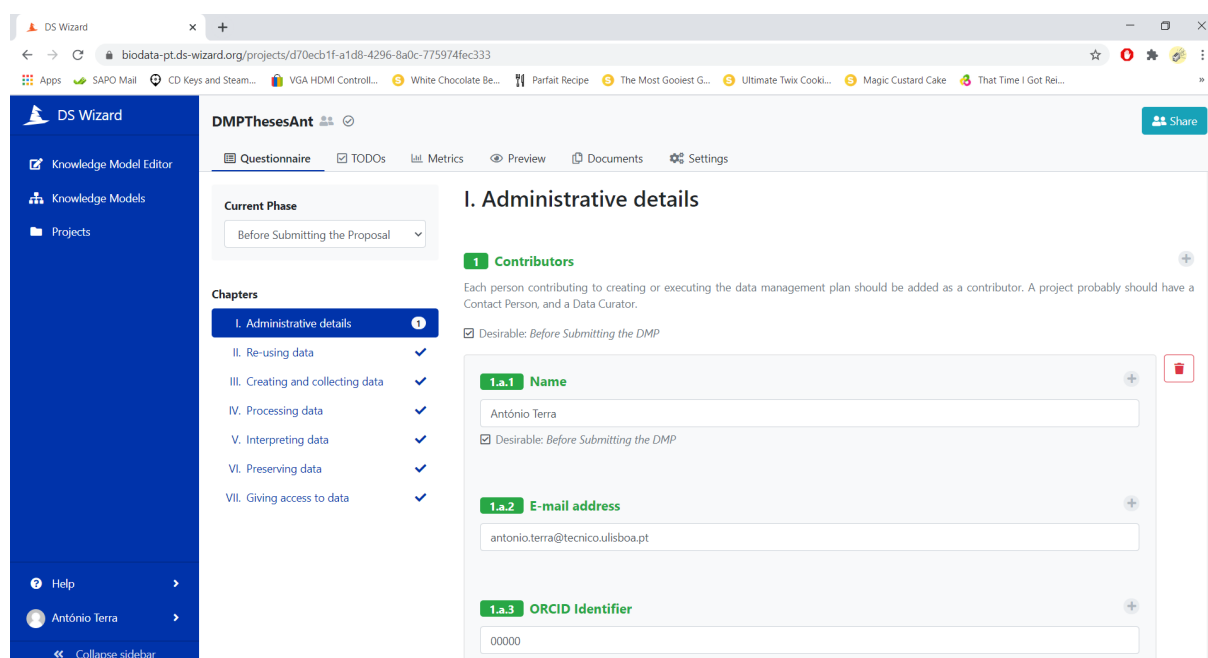 DS Wizard
biodata-pt.ds-wizard.org/projects/d70ecb1f-a1d8-4296-8a0c-775974fec333
Apps SAPO Mail CD Keys and Steam... VGA HDMI Controll... White Chocolate Be... Parfait Recipe The Most Gooiest G... Ultimate Twix Cooki... Magic Custard Cake That Time I Got Rei... »
DS Wizard
Knowledge Model Editor
Knowledge Models
Projects
Help
António Terra
Collapse sidebar
DMPThesesAnt
Share
Questionnaire TODOs Metrics Preview Documents Settings
Current Phase
Before Submitting the Proposal
Chapters
I. Administrative details 1
II. Re-using data
III. Creating and collecting data
IV. Processing data
V. Interpreting data
VI. Preserving data
VII. Giving access to data
I. Administrative details
1 Contributors
Each person contributing to creating or executing the data management plan should be added as a contributor. A project probably should have a
Contact Person, and a Data Curator.
Desirable: Before Submitting the DMP
1.a.1 Name
António Terra
Desirable: Before Submitting the DMP
1.a.2 E-mail address
antonio.terra@tecnico.ulisboa.pt
1.a.3 ORCID Identifier
00000